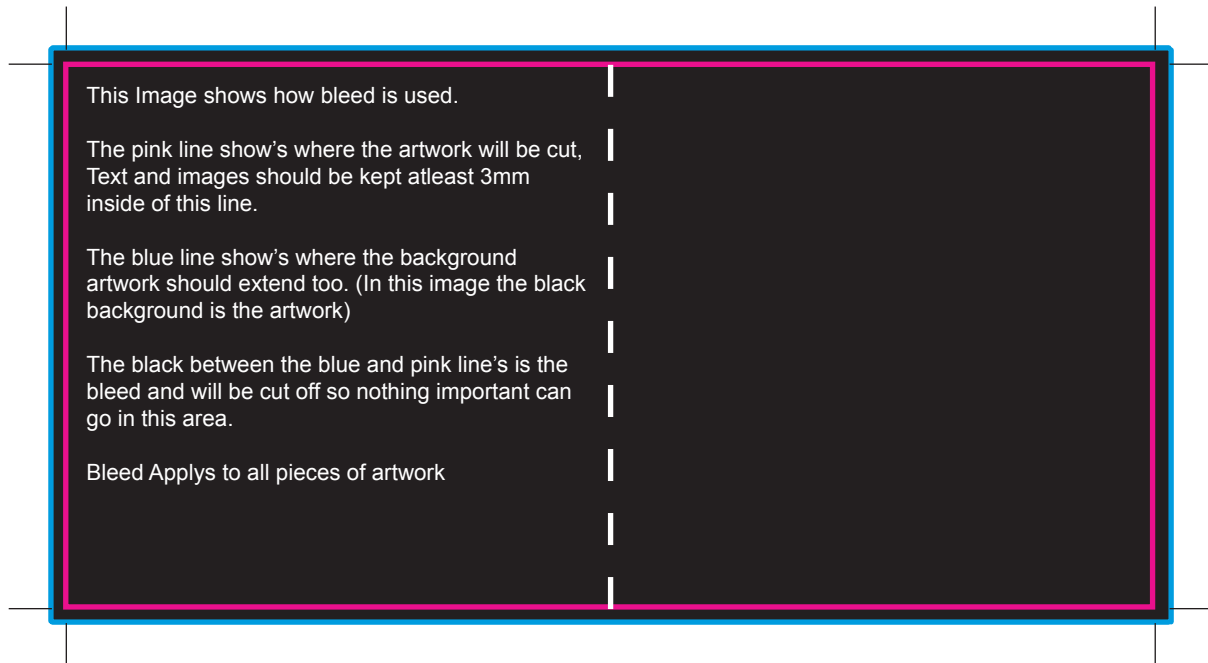 This Image shows how bleed is used.
The pink line show's where the artwork will be cut,
Text and images should be kept atleast 3mm
inside of this line.
The blue line show's where the background
artwork should extend too. (In this image the black
background is the artwork)
The black between the blue and pink line's is the
bleed and will be cut off so nothing important can
go in this area.
Bleed Applys to all pieces of artwork